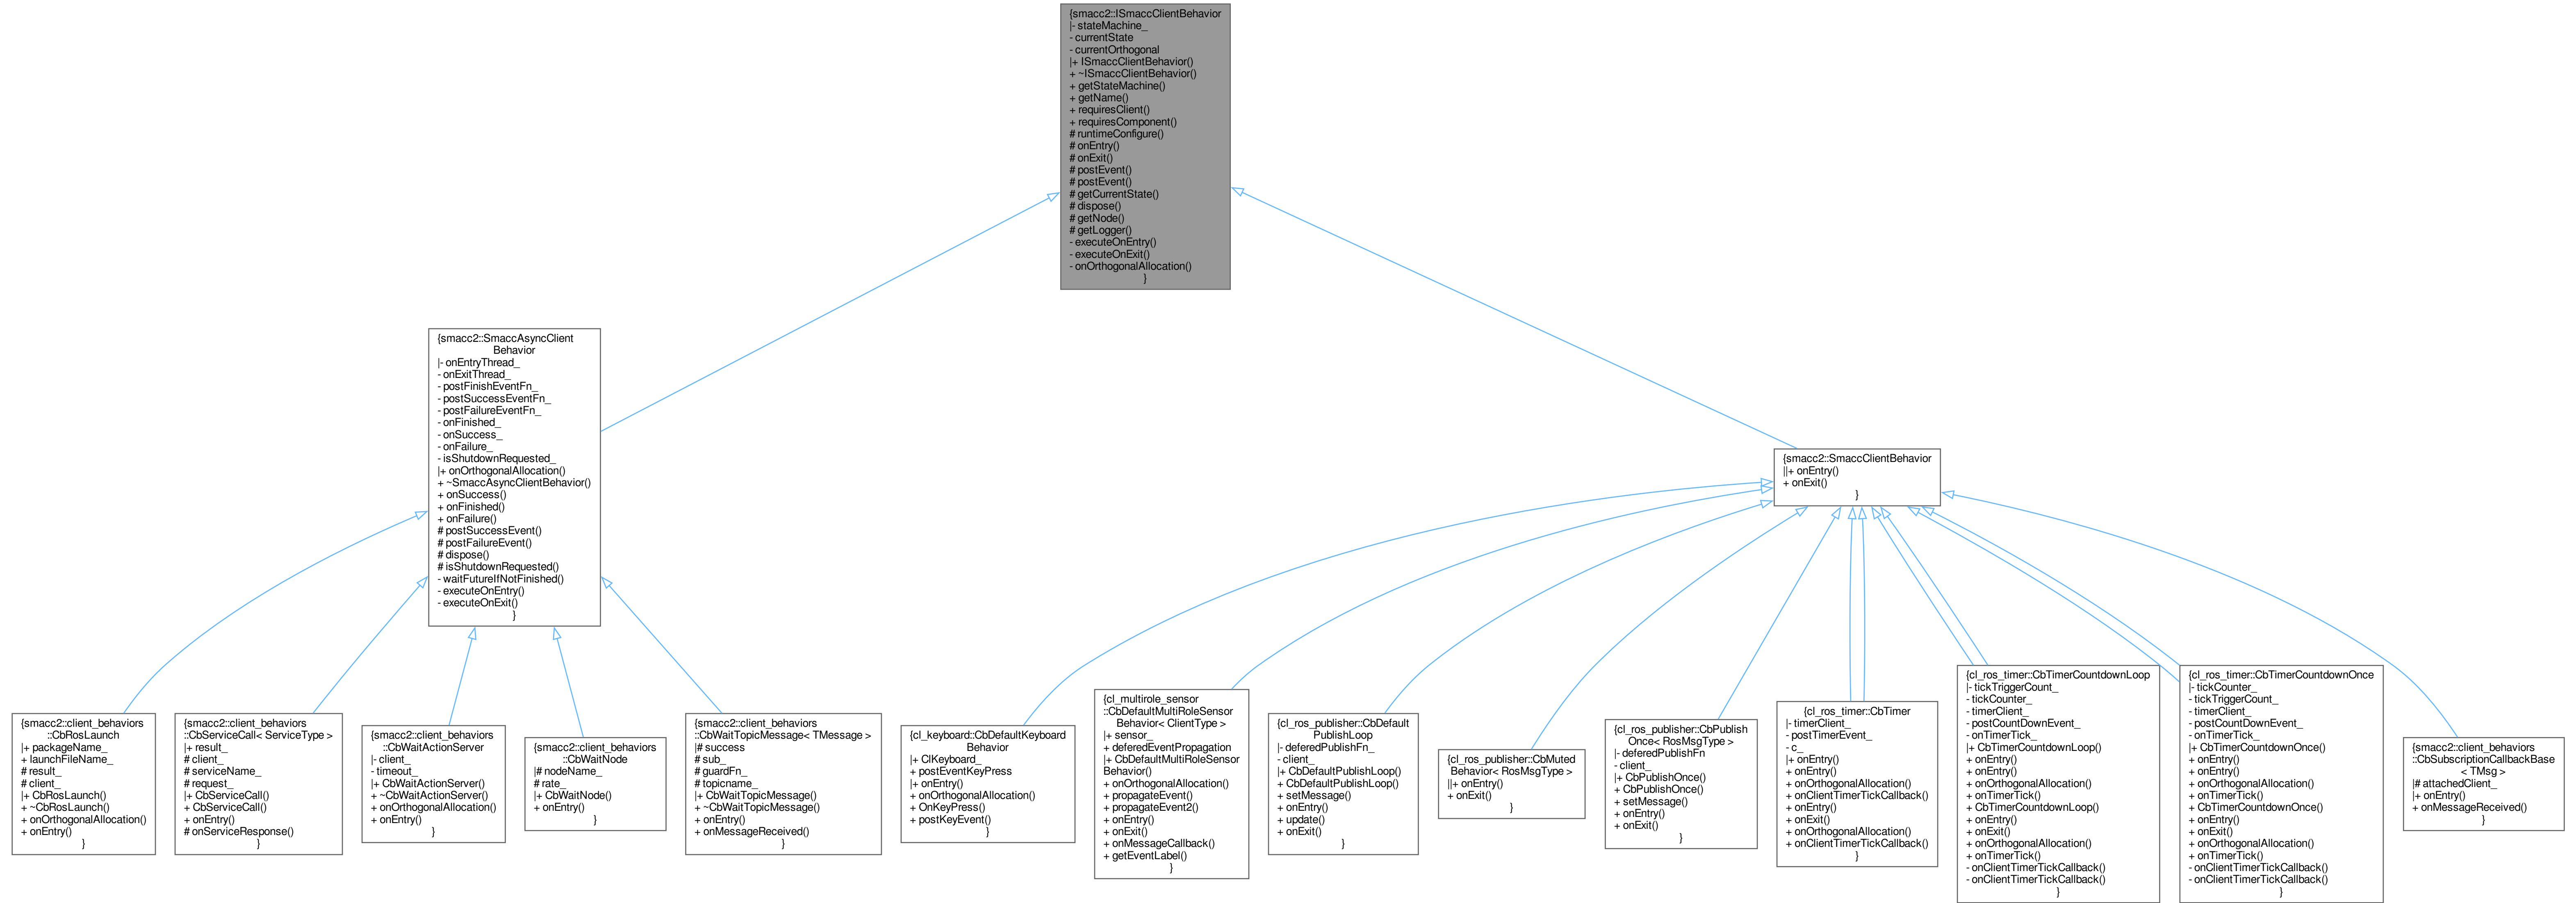 {smacc2::ISmaccClientBehavior
|- stateMachine_
- currentState
- currentOrthogonal
|+ ISmaccClientBehavior()
+ ~ISmaccClientBehavior()
+ getStateMachine()
+ getName()
+ requiresClient()
+ requiresComponent()
# runtimeConfigure()
# onEntry()
# onExit()
# postEvent()
# postEvent()
# getCurrentState()
# dispose()
# getNode()
# getLogger()
- executeOnEntry()
- executeOnExit()
- onOrthogonalAllocation()
}
{smacc2::SmaccAsyncClient
Behavior
|- onEntryThread_
- onExitThread_
- postFinishEventFn_
- postSuccessEventFn_
- postFailureEventFn_
- onFinished_
- onSuccess_
- onFailure_
- isShutdownRequested_
|+ onOrthogonalAllocation()
+ ~SmaccAsyncClientBehavior()
+ onSuccess()
+ onFinished()
+ onFailure()
# postSuccessEvent()
# postFailureEvent()
# dispose()
# isShutdownRequested()
- waitFutureIfNotFinished()
- executeOnEntry()
- executeOnExit()
}
{smacc2::SmaccClientBehavior
||+ onEntry()
+ onExit()
}
{smacc2::client_behaviors
::CbRosLaunch
|+ packageName_
+ launchFileName_
# result_
# client_
|+ CbRosLaunch()
+ ~CbRosLaunch()
+ onOrthogonalAllocation()
+ onEntry()
}
{smacc2::client_behaviors
::CbServiceCall< ServiceType >
|+ result_
# client_
# serviceName_
# request_
|+ CbServiceCall()
+ CbServiceCall()
+ onEntry()
# onServiceResponse()
}
{smacc2::client_behaviors
::CbWaitActionServer
|- client_
- timeout_
|+ CbWaitActionServer()
+ ~CbWaitActionServer()
+ onOrthogonalAllocation()
+ onEntry()
}
{smacc2::client_behaviors
::CbWaitNode
|# nodeName_
# rate_
|+ CbWaitNode()
+ onEntry()
}
{smacc2::client_behaviors
::CbWaitTopicMessage< TMessage >
|# success
# sub_
# guardFn_
# topicname_
|+ CbWaitTopicMessage()
+ ~CbWaitTopicMessage()
+ onEntry()
+ onMessageReceived()
}
{cl_keyboard::CbDefaultKeyboard
Behavior
|+ ClKeyboard_
+ postEventKeyPress
|+ onEntry()
+ onOrthogonalAllocation()
+ OnKeyPress()
+ postKeyEvent()
}
{cl_multirole_sensor
::CbDefaultMultiRoleSensor
Behavior< ClientType >
|+ sensor_
+ deferedEventPropagation
|+ CbDefaultMultiRoleSensor
Behavior()
+ onOrthogonalAllocation()
+ propagateEvent()
+ propagateEvent2()
+ onEntry()
+ onExit()
+ onMessageCallback()
+ getEventLabel()
}
{cl_ros_publisher::CbDefault
PublishLoop
|- deferedPublishFn_
- client_
|+ CbDefaultPublishLoop()
+ CbDefaultPublishLoop()
+ setMessage()
+ onEntry()
+ update()
+ onExit()
}
{cl_ros_publisher::CbMuted
Behavior< RosMsgType >
||+ onEntry()
+ onExit()
}
{cl_ros_publisher::CbPublish
Once< RosMsgType >
|- deferedPublishFn
- client_
|+ CbPublishOnce()
+ CbPublishOnce()
+ setMessage()
+ onEntry()
+ onExit()
}
{cl_ros_timer::CbTimer
|- timerClient_
- postTimerEvent_
- c_
|+ onEntry()
+ onEntry()
+ onOrthogonalAllocation()
+ onClientTimerTickCallback()
+ onEntry()
+ onExit()
+ onOrthogonalAllocation()
+ onClientTimerTickCallback()
}
{cl_ros_timer::CbTimerCountdownLoop
|- tickTriggerCount_
- tickCounter_
- timerClient_
- postCountDownEvent_
- onTimerTick_
|+ CbTimerCountdownLoop()
+ onEntry()
+ onEntry()
+ onOrthogonalAllocation()
+ onTimerTick()
+ CbTimerCountdownLoop()
+ onEntry()
+ onExit()
+ onOrthogonalAllocation()
+ onTimerTick()
- onClientTimerTickCallback()
- onClientTimerTickCallback()
}
{cl_ros_timer::CbTimerCountdownOnce
|- tickCounter_
- tickTriggerCount_
- timerClient_
- postCountDownEvent_
- onTimerTick_
|+ CbTimerCountdownOnce()
+ onEntry()
+ onEntry()
+ onOrthogonalAllocation()
+ onTimerTick()
+ CbTimerCountdownOnce()
+ onEntry()
+ onExit()
+ onOrthogonalAllocation()
+ onTimerTick()
- onClientTimerTickCallback()
- onClientTimerTickCallback()
}
{smacc2::client_behaviors
::CbSubscriptionCallbackBase
< TMsg >
|# attachedClient_
|+ onEntry()
+ onMessageReceived()
}